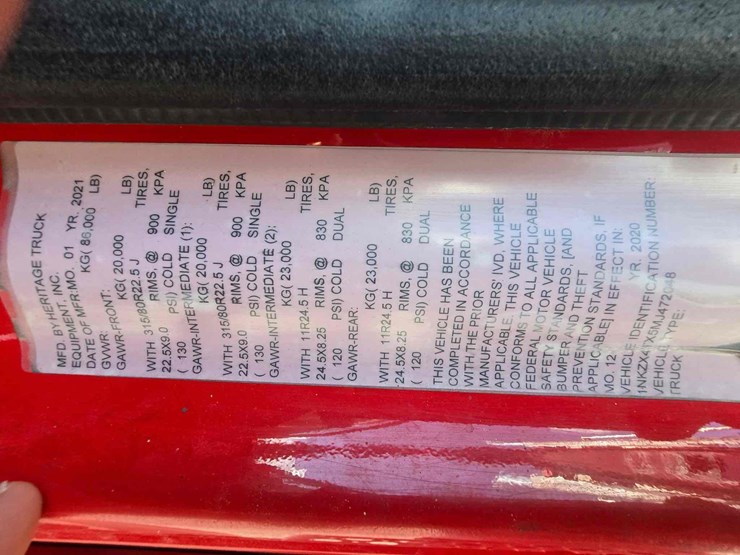 MFD. BY HERITAGE TRUCK
EQUIPMENT, INC.
DATE OF MFR:MO. 01 YR. 2021
GVWR: KG( 86,000 LB)
GAWR-FRONT:
KG( 20,000 LB)
WITH 315/80R22.5 J TIRES,
22.5X9.0 RIMS, @ 900 KPA
( 130 PSI) COLD SINGLE
GAWR-INTERMEDIATE (1):
KG( 20,000 LB)
WITH 315/80R22.5 J TIRES,
22.5X9.0 RIMS, @ 900 KPA
( 130 PSI) COLD SINGLE
GAWR-INTERMEDIATE (2):
KG( 23,000 LB)
WITH 11R24.5 H TIRES,
24.5X8.25 RIMS, @ 830 KPA
( 120 PSI) COLD DUAL
GAWR-REAR:
KG( 23,000 LB)
WITH 11R24.5 H TIRES,
24.5X8.25 RIMS, @ 830 KPA
( 120 PSI) COLD DUAL
THIS VEHICLE HAS BEEN
COMPLETED IN ACCORDANCE
WITH THE PRIOR
MANUFACTURERS' IVD, WHERE
APPLICABLE. THIS VEHICLE
CONFORMS TO ALL APPLICABLE
FEDERAL MOTOR VEHICLE
SAFETY STANDARDS, [AND
BUMPER AND THEFT
PREVENTION STANDARDS, IF
APPLICABLE] IN EFFECT IN:
MO. 12 YR. 2020
VEHICLE IDENTIFICATION NUMBER:
VEHICLE TYPE:
TRUCK